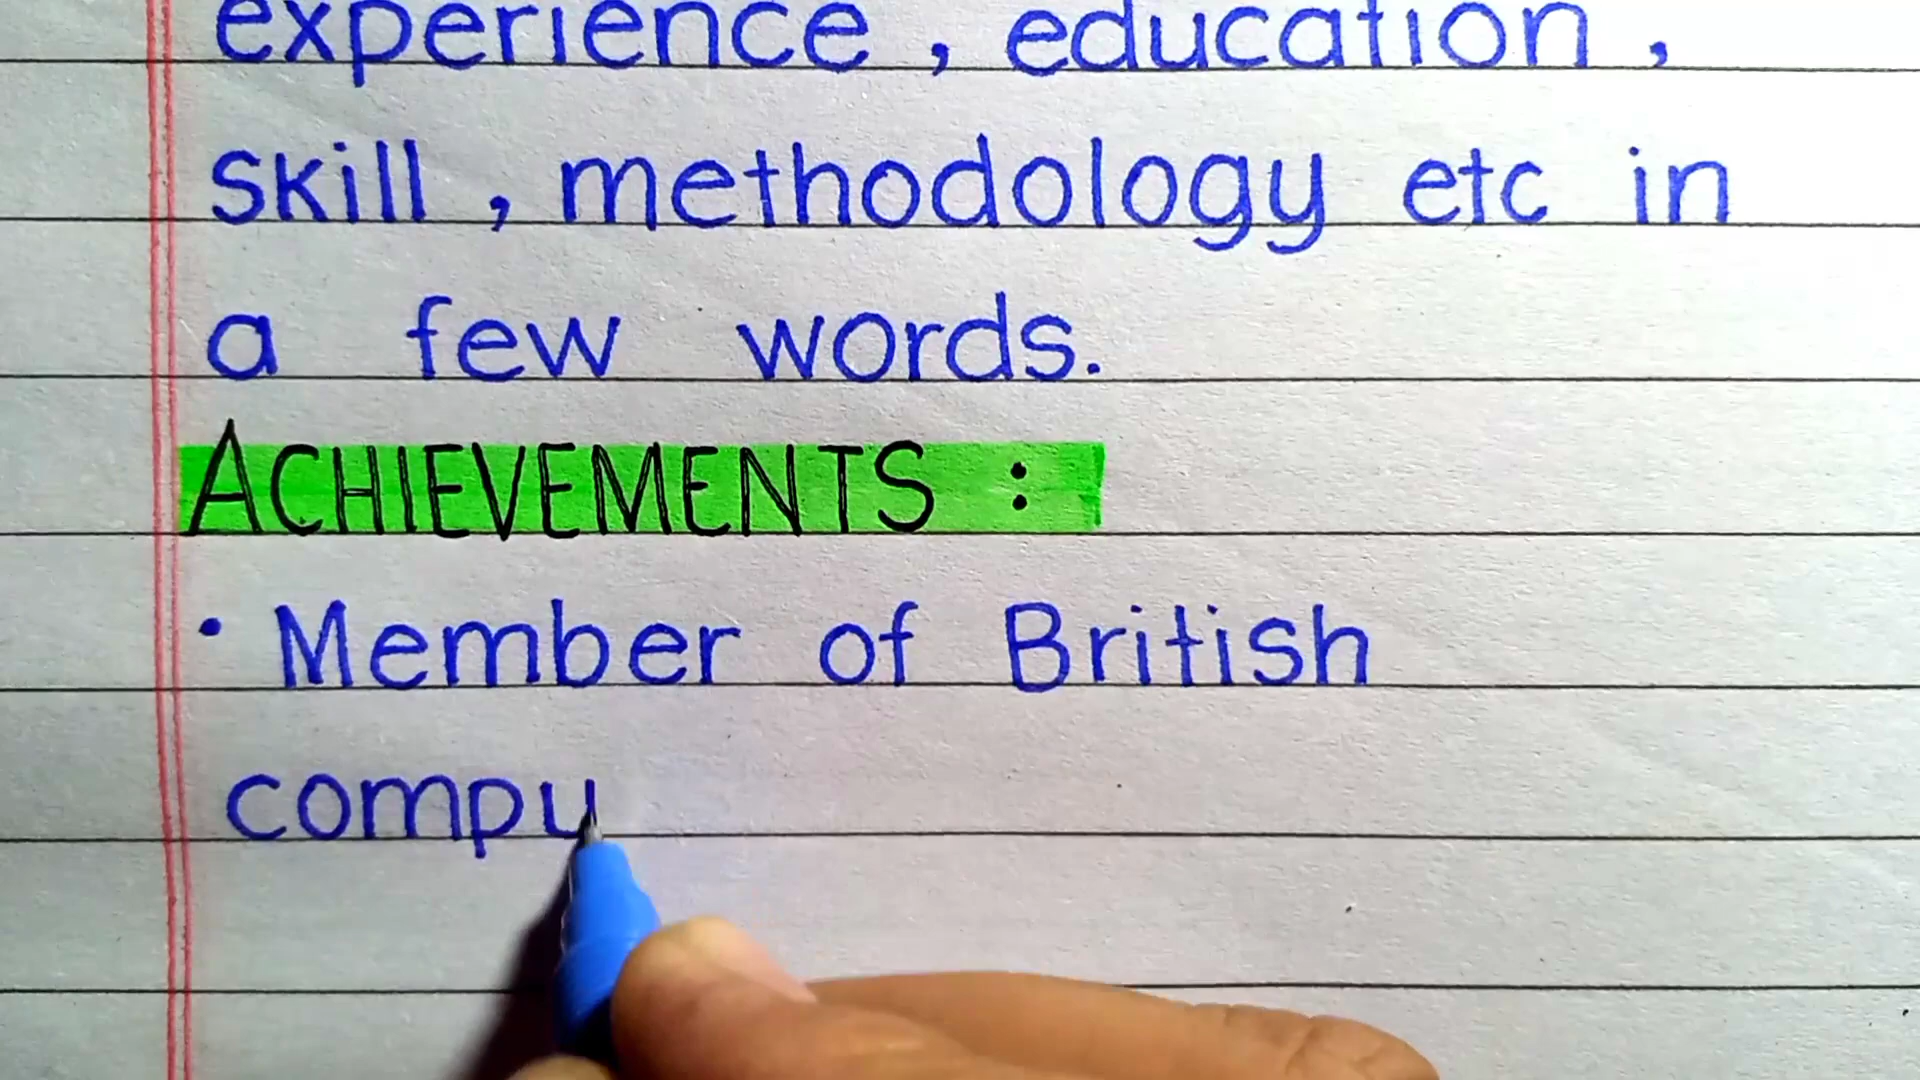 experience , education ,
skill , methodology etc in
a few words.
ACHIEVEMENTS :
• Member of British
compu